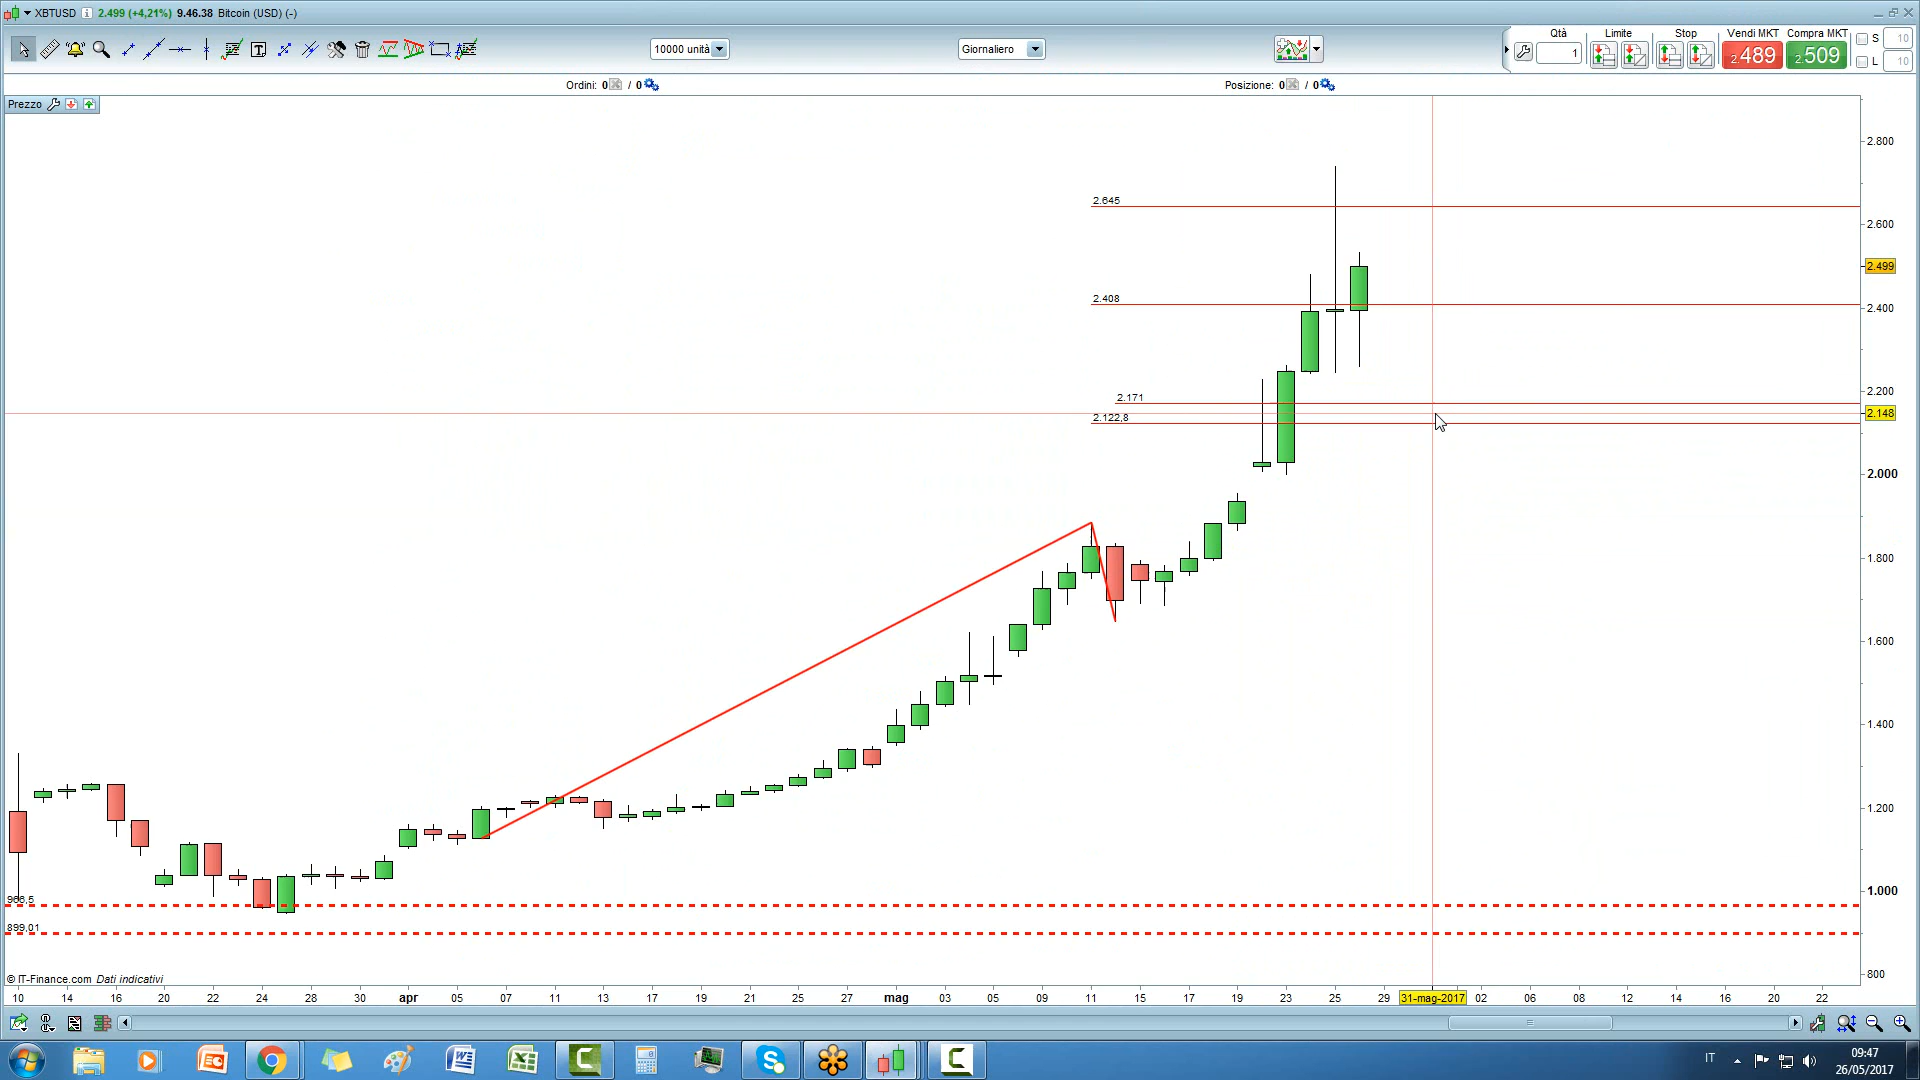 XBTUSD 2.499 (+4,21%) 9.46.38 Bitcoin (USD) (-)
10000 unità
Giornaliero
Qtà
1
Limite
Stop
Vendi MKT
2.489
Compra MKT
2.509
S
10
L
10
Ordini: 0 / 0
Posizione: 0 / 0
Prezzo
2.800
2.645
2.600
2.499
2.408
2.400
2.200
2.171
2.148
2.122,8
2.000
1.800
1.600
1.400
1.200
1.000
968,5
899,01
800
© IT-Finance.com Dati indicativi
10 14 16 20 22 24 28 30 apr 05 07 11 13 17 19 21 25 27 mag 03 05 09 11 15 17 19 23 25 29 31-mag-2017 02 06 08 12 14 16 20 22
IT
09:47
26/05/2017